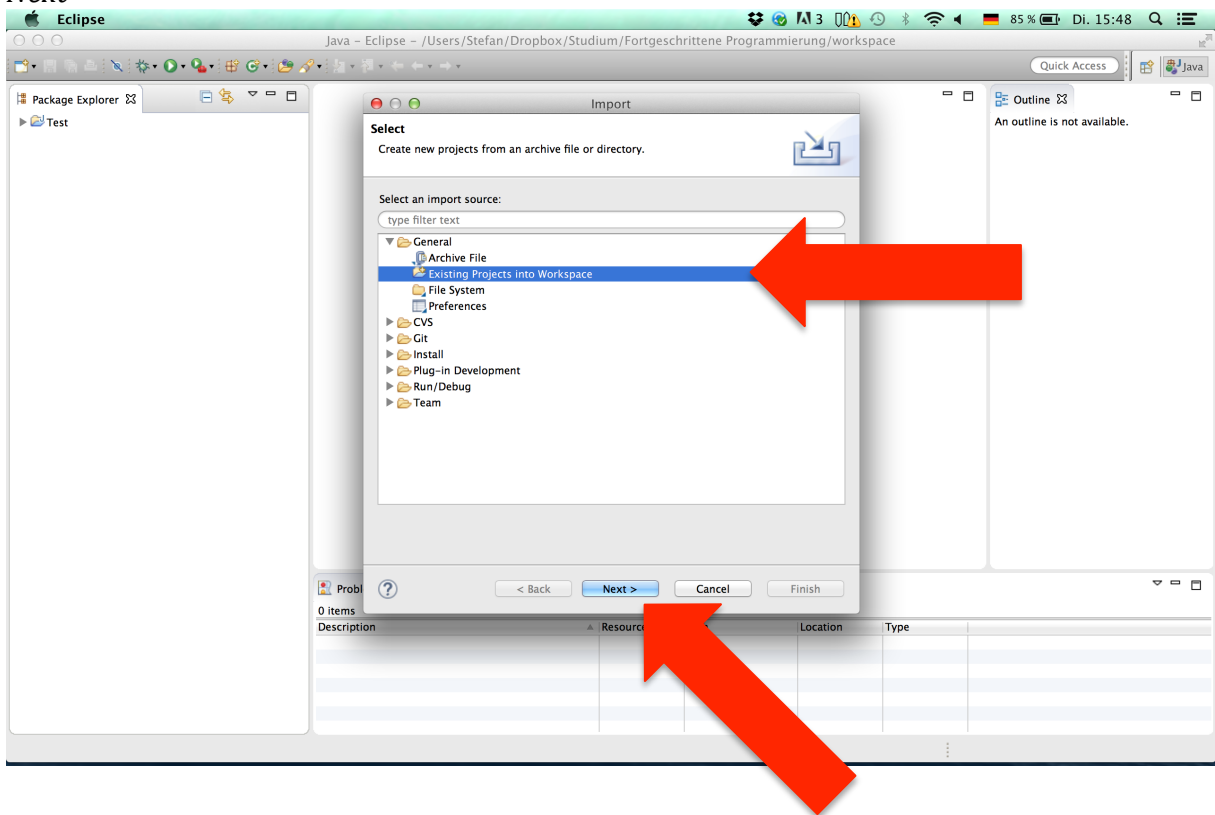 Next
Eclipse
3
85 %
Di. 15:48
Java – Eclipse – /Users/Stefan/Dropbox/Studium/Fortgeschrittene Programmierung/workspace
Quick Access
Java
Package Explorer
Test
Import
Select
Create new projects from an archive file or directory.
Select an import source:
type filter text
General
Archive File
Existing Projects into Workspace
File System
Preferences
CVS
Git
Install
Plug-in Development
Run/Debug
Team
?
< Back
Next >
Cancel
Finish
Outline
An outline is not available.
0 items
Description
Location
Type